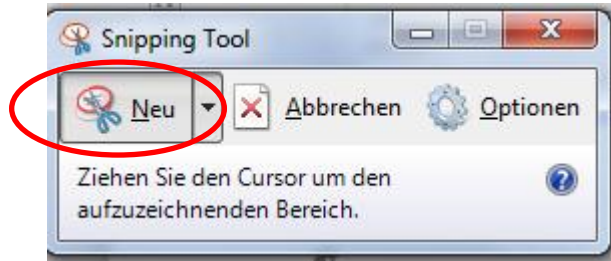 Snipping Tool
Neu Abbrechen Optionen
Ziehen Sie den Cursor um den
aufzuzeichnenden Bereich.